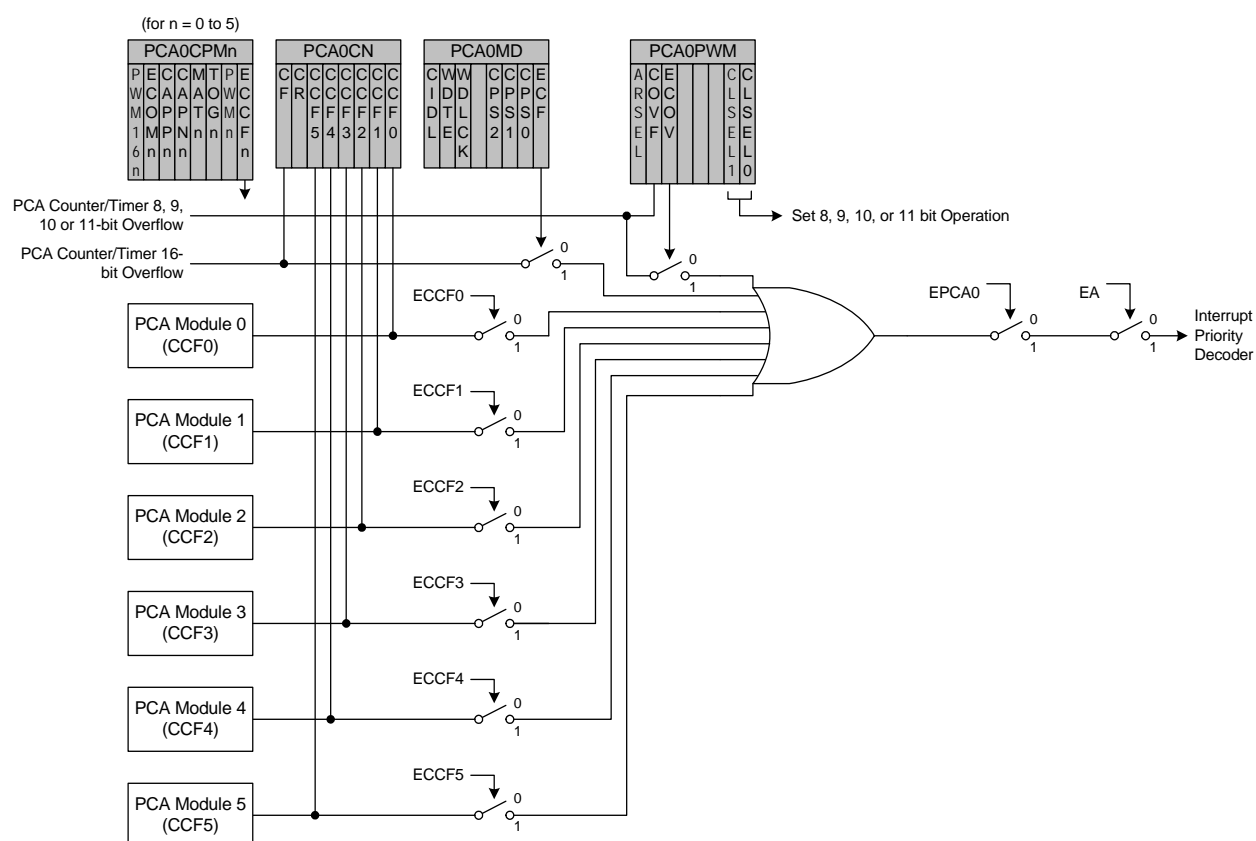 (for n = 0 to 5)
PCA0CPMn
PWM16n
ECOMn
CAPPn
CAPNn
MATn
TOGn
PWMn
ECCFn
PCA0CN
CF
CR
CCF5
CCF4
CCF3
CCF2
CCF1
CCF0
PCA0MD
CIDL
WDTE
WDLCK
CPS2
CPS1
CPS0
ECF
PCA0PWM
ARSEL
COVF
ECOV
CLSEL1
CLSEL0
PCA Counter/Timer 8, 9,
10 or 11-bit Overflow
Set 8, 9, 10, or 11 bit Operation
PCA Counter/Timer 16-
bit Overflow
0
1
0
1
PCA Module 0
(CCF0)
ECCF0
0
1
EPCA0
0
1
EA
0
1
Interrupt
Priority
Decoder
PCA Module 1
(CCF1)
ECCF1
0
1
PCA Module 2
(CCF2)
ECCF2
0
1
PCA Module 3
(CCF3)
ECCF3
0
1
PCA Module 4
(CCF4)
ECCF4
0
1
PCA Module 5
(CCF5)
ECCF5
0
1